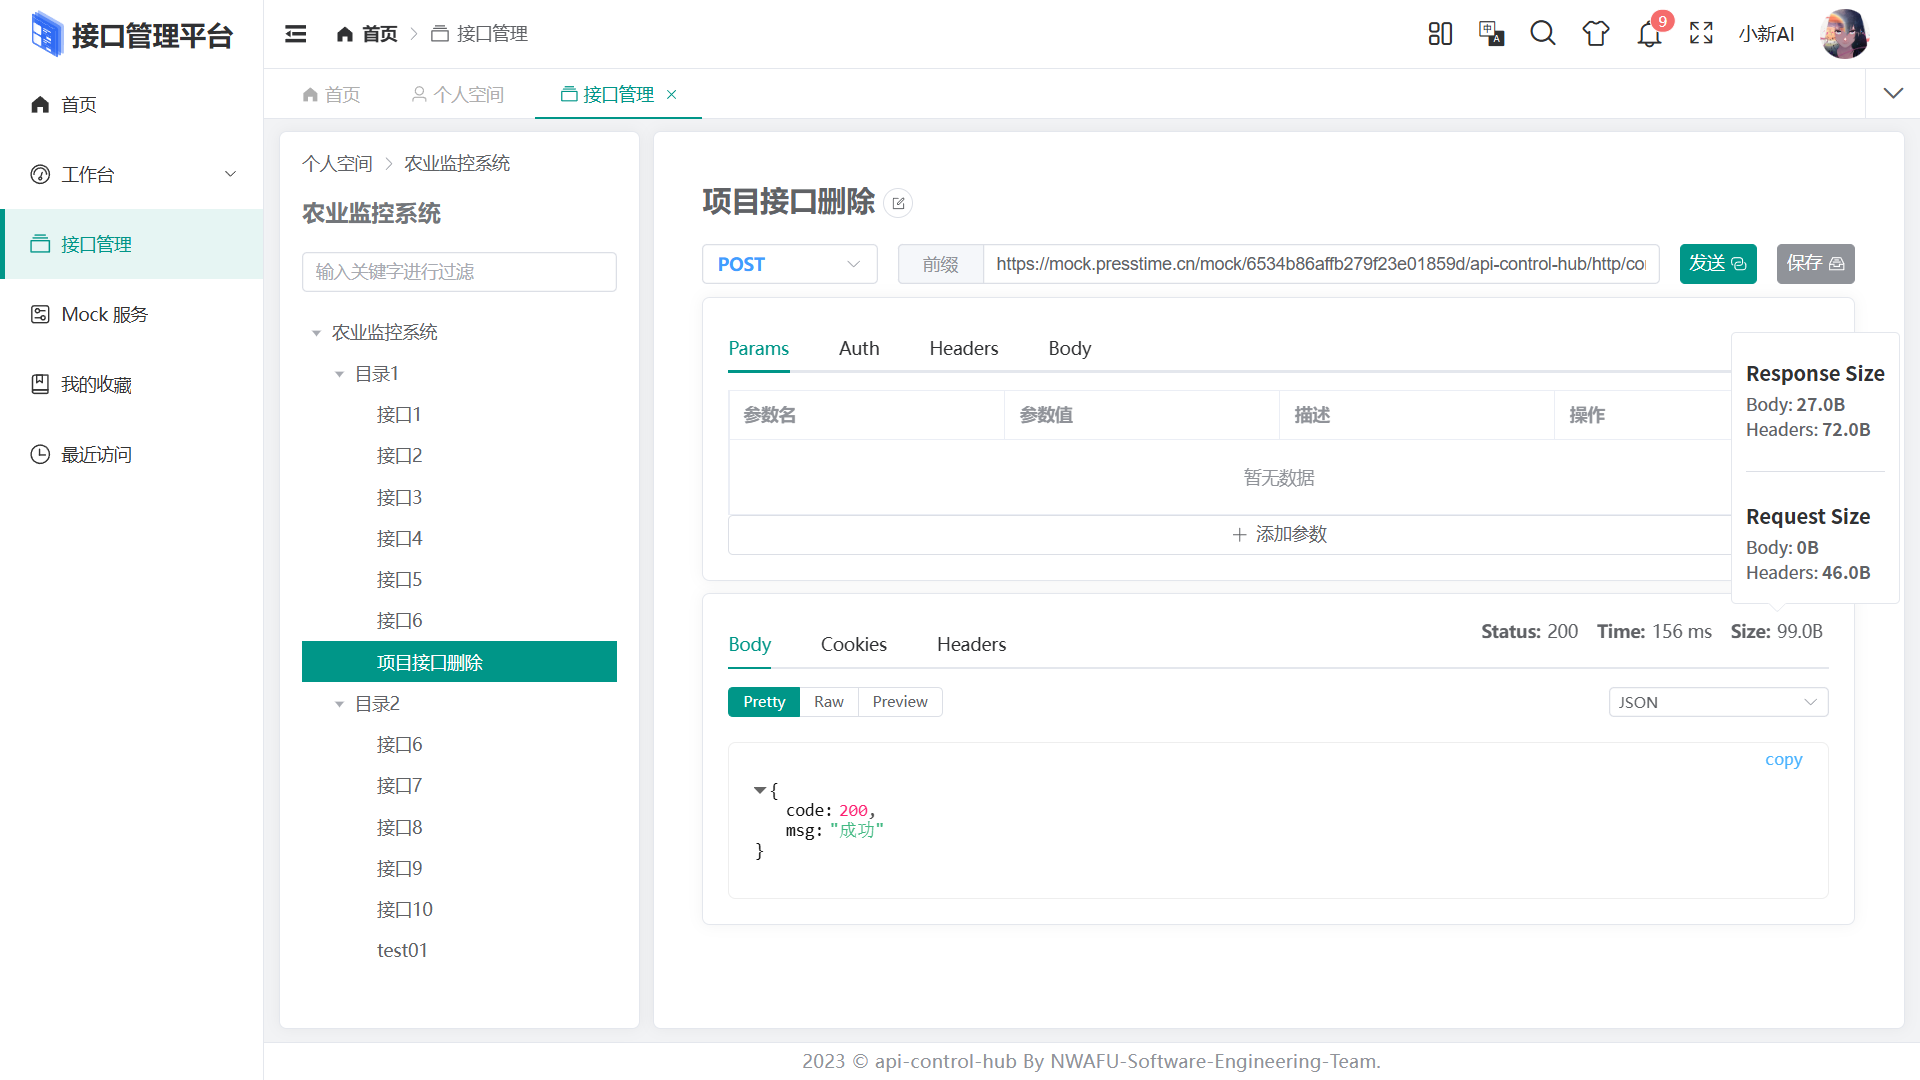 接口管理平台
首页
工作台
接口管理
Mock 服务
我的收藏
最近访问
首页 接口管理
9
小新AI
首页 个人空间 接口管理
个人空间 农业监控系统
农业监控系统
输入关键字进行过滤
农业监控系统
目录1
接口1
接口2
接口3
接口4
接口5
接口6
项目接口删除
目录2
接口6
接口7
接口8
接口9
接口10
test01
项目接口删除
POST 前缀 https://mock.presstime.cn/mock/6534b86affb279f23e01859d/api-control-hub/http/co 发送 保存
Params Auth Headers Body
参数名 参数值 描述 操作
暂无数据
添加参数
Response Size
Body: 27.0B
Headers: 72.0B
Request Size
Body: 0B
Headers: 46.0B
Body Cookies Headers
Status: 200 Time: 156 ms Size: 99.0B
Pretty Raw Preview
JSON
copy
{
code: 200,
msg: "成功"
}
2023 © api-control-hub By NWAFU-Software-Engineering-Team.